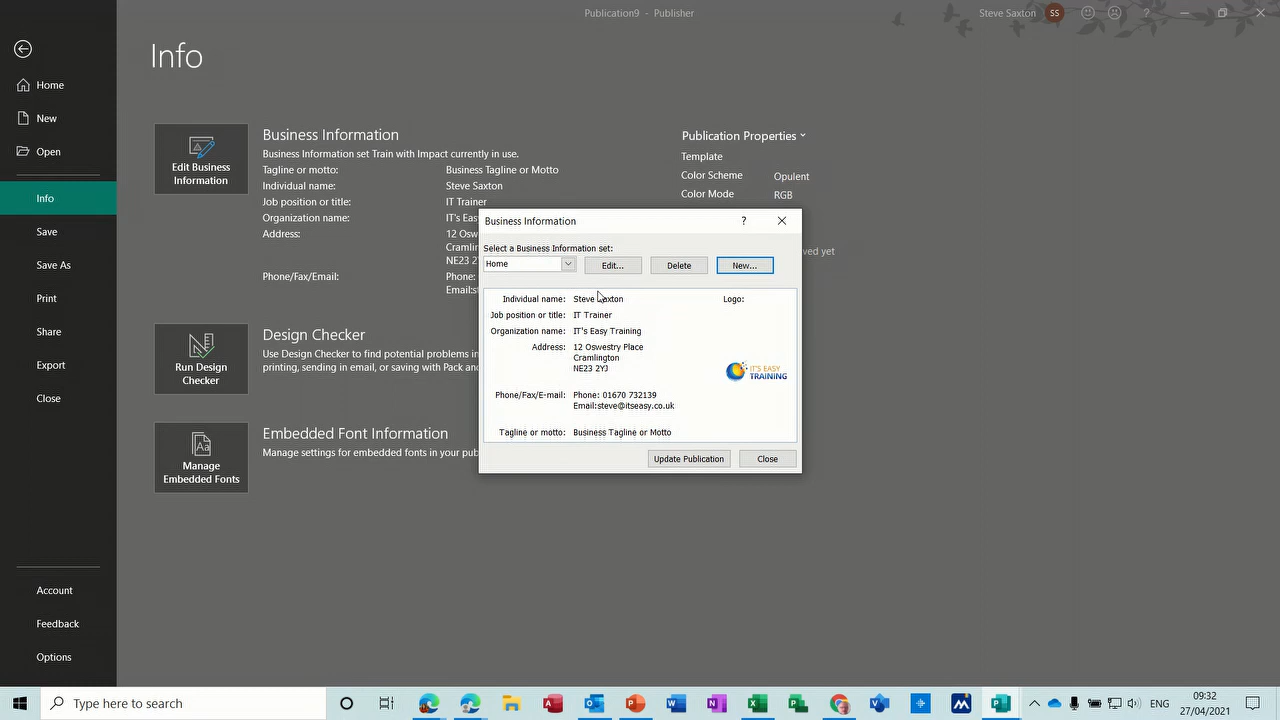 Publication9 - Publisher
Steve Saxton SS
?
Info
Home
New
Open
Info
Save
Save As
Print
Share
Export
Close
Account
Feedback
Options
Edit Business
Information
Business Information
Business Information set Train with Impact currently in use.
Tagline or motto: Business Tagline or Motto
Individual name: Steve Saxton
Job position or title: IT Trainer
Organization name: IT's Eas
Address: 12 Osw
Cramling
NE23 2
Phone/Fax/Email: Phone:
Email:s
Publication Properties
Template
Color Scheme Opulent
Color Mode RGB
ved yet
Run Design
Checker
Design Checker
Use Design Checker to find potential problems in
printing, sending in email, or saving with Pack and
Manage
Embedded Fonts
Embedded Font Information
Manage settings for embedded fonts in your pub
Business Information ?
Select a Business Information set:
Home Edit... Delete New...
Individual name: Steve Saxton Logo:
Job position or title: IT Trainer
Organization name: IT's Easy Training
Address: 12 Oswestry Place
Cramlington
NE23 2YJ
IT'S EASY
TRAINING
Phone/Fax/E-mail: Phone: 01670 732139
Email:steve@itseasy.co.uk
Tagline or motto: Business Tagline or Motto
Update Publication Close
Type here to search
ENG
09:32
27/04/2021